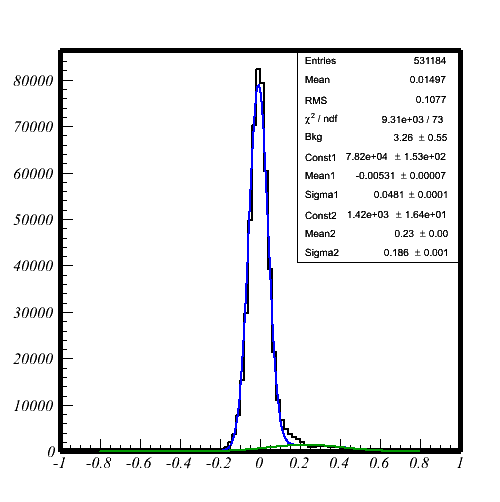 Entries 531184
Mean 0.01497
RMS 0.1077
χ² / ndf 9.31e+03 / 73
Bkg 3.26 ± 0.55
Const1 7.82e+04 ± 1.53e+02
Mean1 -0.00531 ± 0.00007
Sigma1 0.0481 ± 0.0001
Const2 1.42e+03 ± 1.64e+01
Mean2 0.23 ± 0.00
Sigma2 0.186 ± 0.001
80000
70000
60000
50000
40000
30000
20000
10000
0
-1 -0.8 -0.6 -0.4 -0.2 0 0.2 0.4 0.6 0.8 1